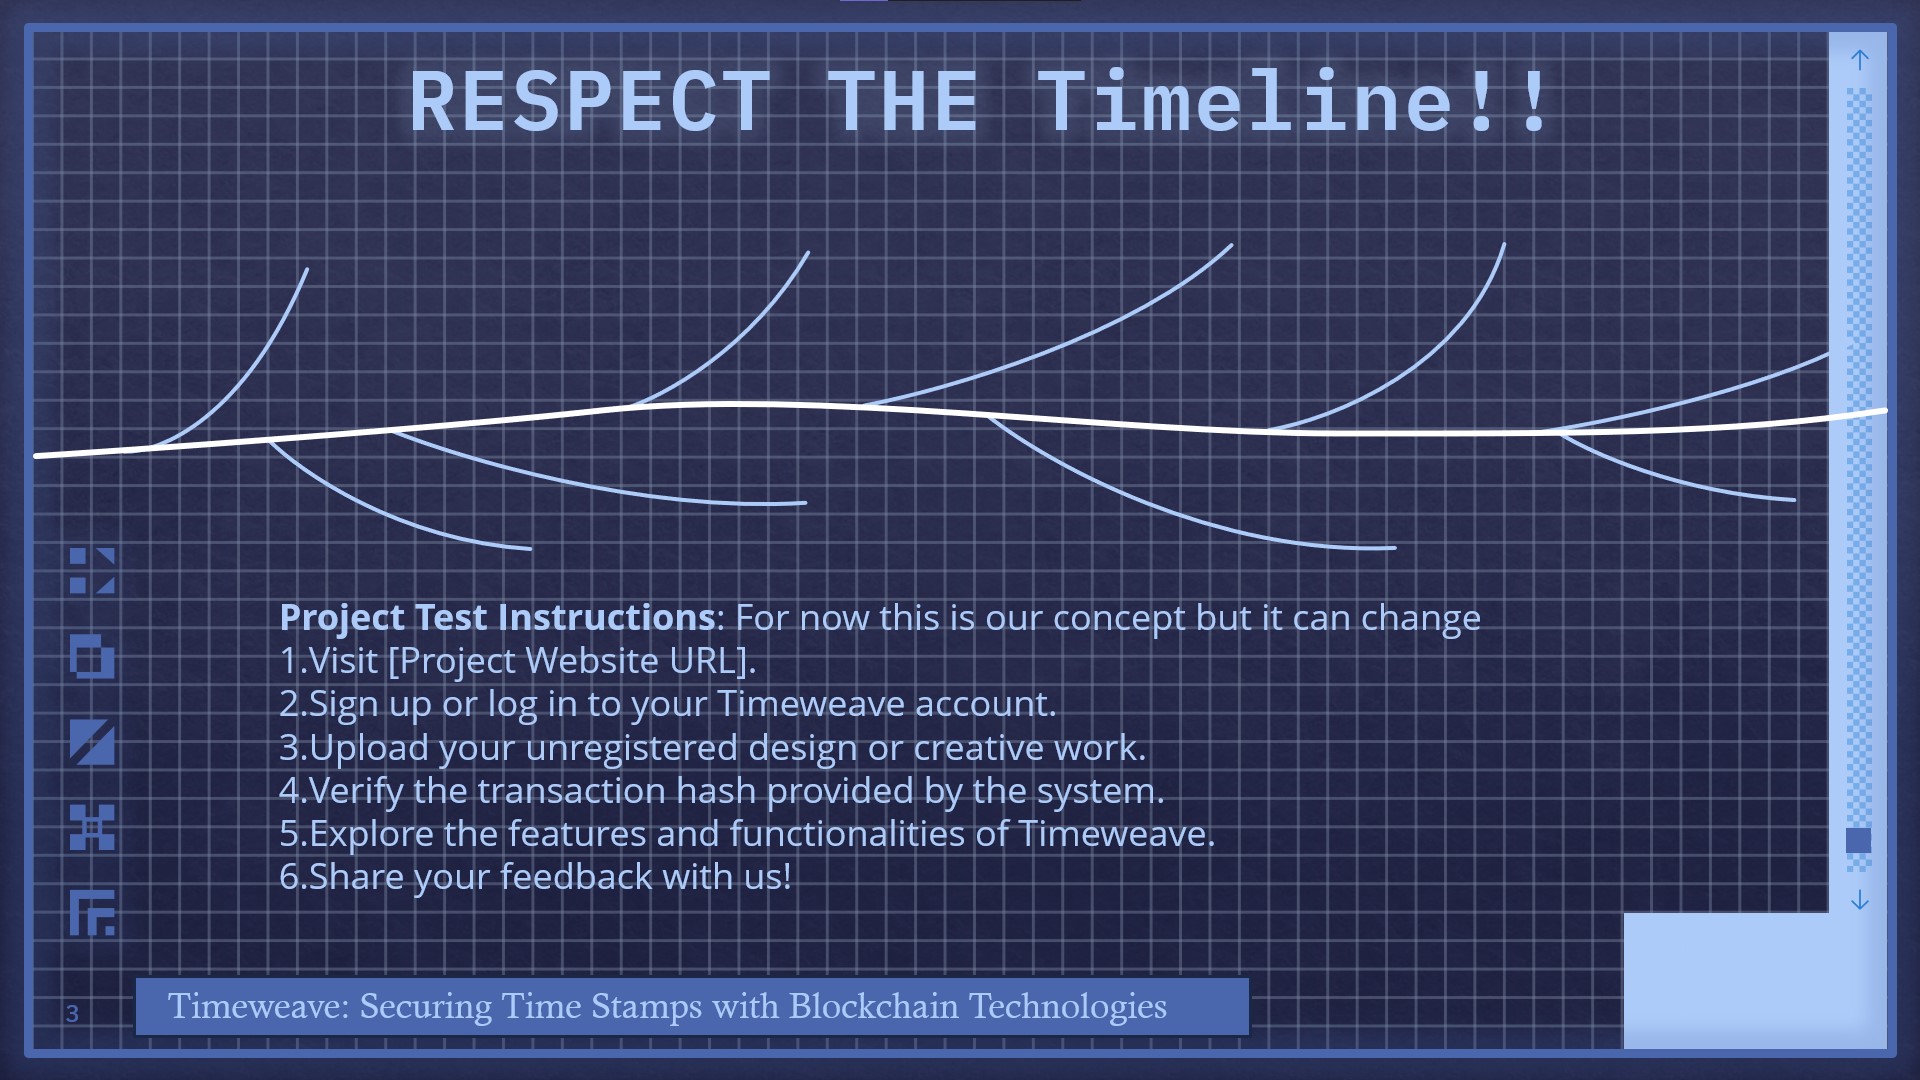 RESPECT THE Timeline!!
Project Test Instructions: For now this is our concept but it can change
1.Visit [Project Website URL].
2.Sign up or log in to your Timeweave account.
3.Upload your unregistered design or creative work.
4.Verify the transaction hash provided by the system.
5.Explore the features and functionalities of Timeweave.
6.Share your feedback with us!
3
Timeweave: Securing Time Stamps with Blockchain Technologies